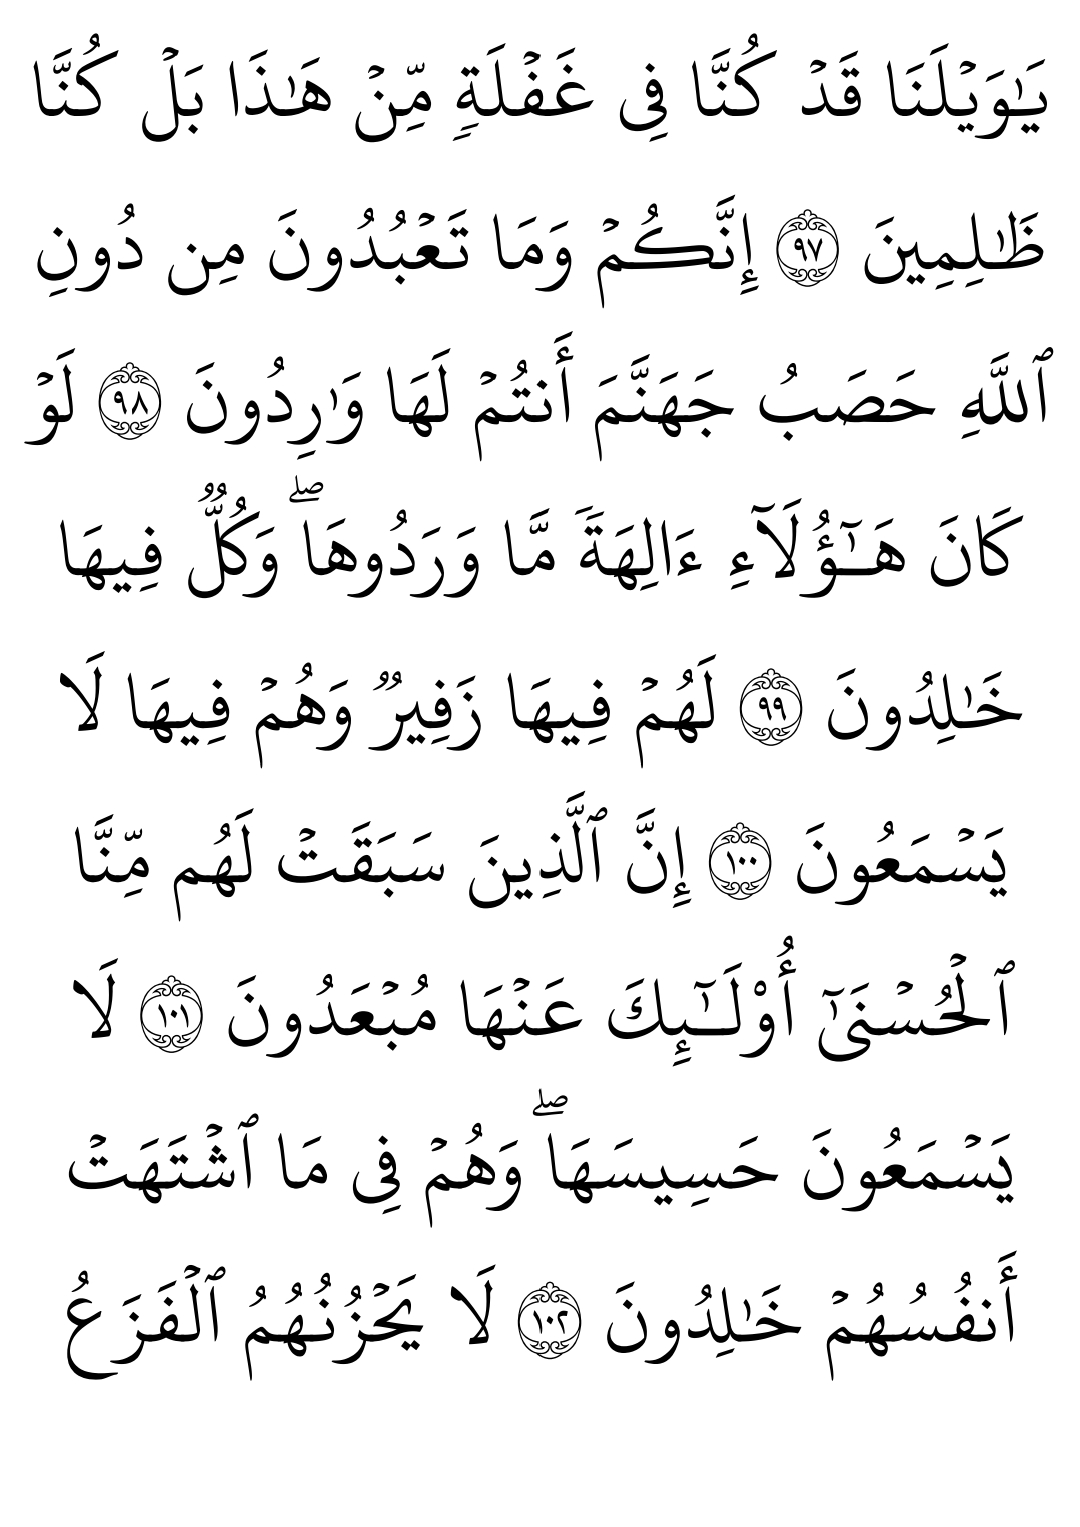 يَـٰوَيْلَنَا قَدْ كُنَّا فِى غَفْلَةٍ مِّنْ هَـٰذَا بَلْ كُنَّا
ظَـٰلِمِينَ ٩٧ إِنَّكُمْ وَمَا تَعْبُدُونَ مِن دُونِ
ٱللَّهِ حَصَبُ جَهَنَّمَ أَنتُمْ لَهَا وَٰرِدُونَ ٩٨ لَوْ
كَانَ هَـٰٓؤُلَآءِ ءَالِهَةً مَّا وَرَدُوهَا ۖ وَكُلٌّ فِيهَا
خَـٰلِدُونَ ٩٩ لَهُمْ فِيهَا زَفِيرٌ وَهُمْ فِيهَا لَا
يَسْمَعُونَ ١٠٠ إِنَّ ٱلَّذِينَ سَبَقَتْ لَهُم مِّنَّا
ٱلْحُسْنَىٰٓ أُو۟لَـٰٓئِكَ عَنْهَا مُبْعَدُونَ ١٠١ لَا
يَسْمَعُونَ حَسِيسَهَا ۖ وَهُمْ فِى مَا ٱشْتَهَتْ
أَنفُسُهُمْ خَـٰلِدُونَ ١٠٢ لَا يَحْزُنُهُمُ ٱلْفَزَعُ